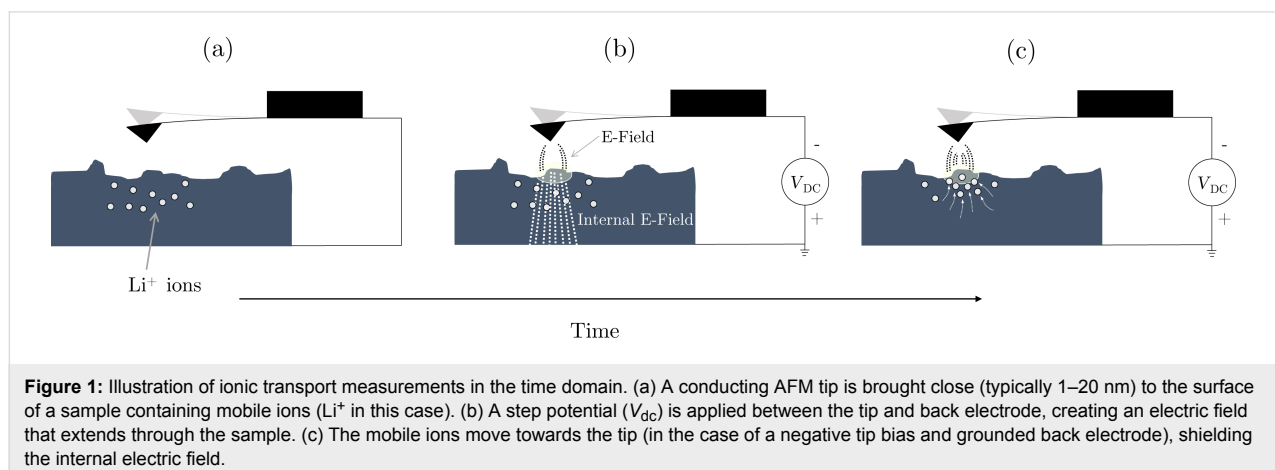 (a)
(b)
(c)
E-Field
-
V_DC
+
-
V_DC
+
Internal E-Field
Li⁺ ions
Time
Figure 1: Illustration of ionic transport measurements in the time domain. (a) A conducting AFM tip is brought close (typically 1–20 nm) to the surface
of a sample containing mobile ions (Li⁺ in this case). (b) A step potential (V_dc) is applied between the tip and back electrode, creating an electric field
that extends through the sample. (c) The mobile ions move towards the tip (in the case of a negative tip bias and grounded back electrode), shielding
the internal electric field.